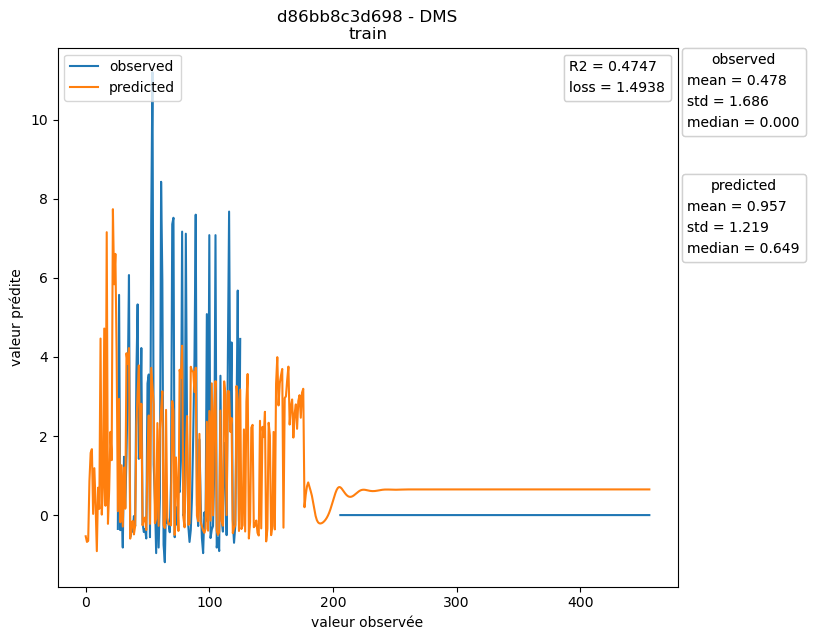 d86bb8c3d698 - DMS
train
observed
predicted
R2 = 0.4747
loss = 1.4938
observed
mean = 0.478
std = 1.686
median = 0.000
predicted
mean = 0.957
std = 1.219
median = 0.649
valeur prédite
10
8
6
4
2
0
0
100
200
300
400
valeur observée